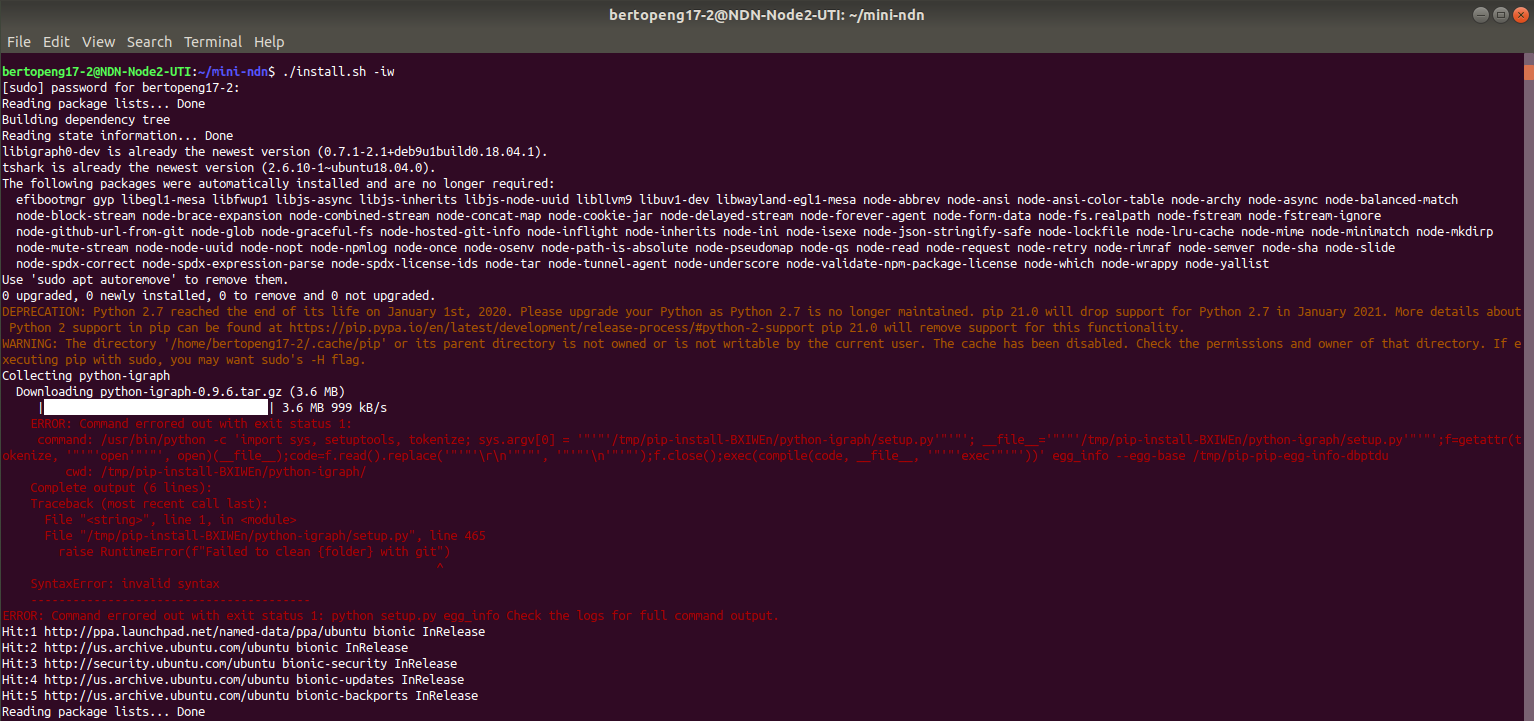 bertopeng17-2@NDN-Node2-UTI: ~/mini-ndn
File Edit View Search Terminal Help
bertopeng17-2@NDN-Node2-UTI:~/mini-ndn$ ./install.sh -iw
[sudo] password for bertopeng17-2:
Reading package lists... Done
Building dependency tree
Reading state information... Done
libigraph0-dev is already the newest version (0.7.1-2.1+deb9u1build0.18.04.1).
tshark is already the newest version (2.6.10-1~ubuntu18.04.0).
The following packages were automatically installed and are no longer required:
  efibootmgr gyp libegl1-mesa libfwup1 libjs-async libjs-inherits libjs-node-uuid libllvm9 libuv1-dev libwayland-egl1-mesa node-abbrev node-ansi node-ansi-color-table node-archy node-async node-balanced-match
  node-block-stream node-brace-expansion node-combined-stream node-concat-map node-cookie-jar node-delayed-stream node-forever-agent node-form-data node-fs.realpath node-fstream node-fstream-ignore
  node-github-url-from-git node-glob node-graceful-fs node-hosted-git-info node-inflight node-inherits node-ini node-isexe node-json-stringify-safe node-lockfile node-lru-cache node-mime node-minimatch node-mkdirp
  node-mute-stream node-node-uuid node-nopt node-npmlog node-once node-osenv node-path-is-absolute node-pseudomap node-qs node-read node-request node-retry node-rimraf node-semver node-sha node-slide
  node-spdx-correct node-spdx-expression-parse node-spdx-license-ids node-tar node-tunnel-agent node-underscore node-validate-npm-package-license node-which node-wrappy node-yallist
Use 'sudo apt autoremove' to remove them.
0 upgraded, 0 newly installed, 0 to remove and 0 not upgraded.
DEPRECATION: Python 2.7 reached the end of its life on January 1st, 2020. Please upgrade your Python as Python 2.7 is no longer maintained. pip 21.0 will drop support for Python 2.7 in January 2021. More details about
 Python 2 support in pip can be found at https://pip.pypa.io/en/latest/development/release-process/#python-2-support pip 21.0 will remove support for this functionality.
WARNING: The directory '/home/bertopeng17-2/.cache/pip' or its parent directory is not owned or is not writable by the current user. The cache has been disabled. Check the permissions and owner of that directory. If e
xecuting pip with sudo, you may want sudo's -H flag.
Collecting python-igraph
  Downloading python-igraph-0.9.6.tar.gz (3.6 MB)
     |████████████████████████████████| 3.6 MB 999 kB/s
    ERROR: Command errored out with exit status 1:
     command: /usr/bin/python -c 'import sys, setuptools, tokenize; sys.argv[0] = '"'"'/tmp/pip-install-BXIWEn/python-igraph/setup.py'"'"'; __file__='"'"'/tmp/pip-install-BXIWEn/python-igraph/setup.py'"'"';f=getattr(t
okenize, '"'"'open'"'"', open)(__file__);code=f.read().replace('"'"'\r\n'"'"', '"'"'\n'"'"');f.close();exec(compile(code, __file__, '"'"'exec'"'"'))' egg_info --egg-base /tmp/pip-pip-egg-info-dbptdu
         cwd: /tmp/pip-install-BXIWEn/python-igraph/
    Complete output (6 lines):
    Traceback (most recent call last):
      File "<string>", line 1, in <module>
      File "/tmp/pip-install-BXIWEn/python-igraph/setup.py", line 465
        raise RuntimeError(f"Failed to clean {folder} with git")
                                                              ^
    SyntaxError: invalid syntax
    ----------------------------------------
ERROR: Command errored out with exit status 1: python setup.py egg_info Check the logs for full command output.
Hit:1 http://ppa.launchpad.net/named-data/ppa/ubuntu bionic InRelease
Hit:2 http://us.archive.ubuntu.com/ubuntu bionic InRelease
Hit:3 http://security.ubuntu.com/ubuntu bionic-security InRelease
Hit:4 http://us.archive.ubuntu.com/ubuntu bionic-updates InRelease
Hit:5 http://us.archive.ubuntu.com/ubuntu bionic-backports InRelease
Reading package lists... Done